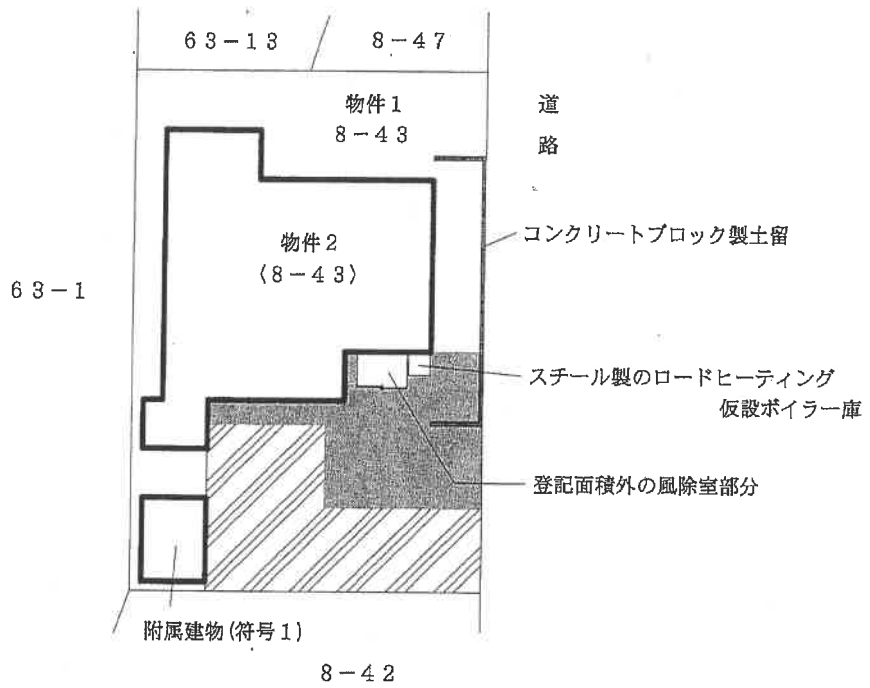 63-13
8-47
物件1
8-43
道
路
コンクリートブロック製土留
物件2
〈8-43〉
63-1
スチール製のロードヒーティング
仮設ボイラー庫
登記面積外の風除室部分
附属建物(符号1)
8-42